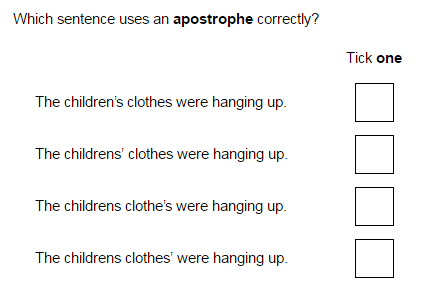 Which sentence uses an apostrophe correctly?
Tick one
The children’s clothes were hanging up.
The childrens’ clothes were hanging up.
The childrens clothe’s were hanging up.
The childrens clothes’ were hanging up.